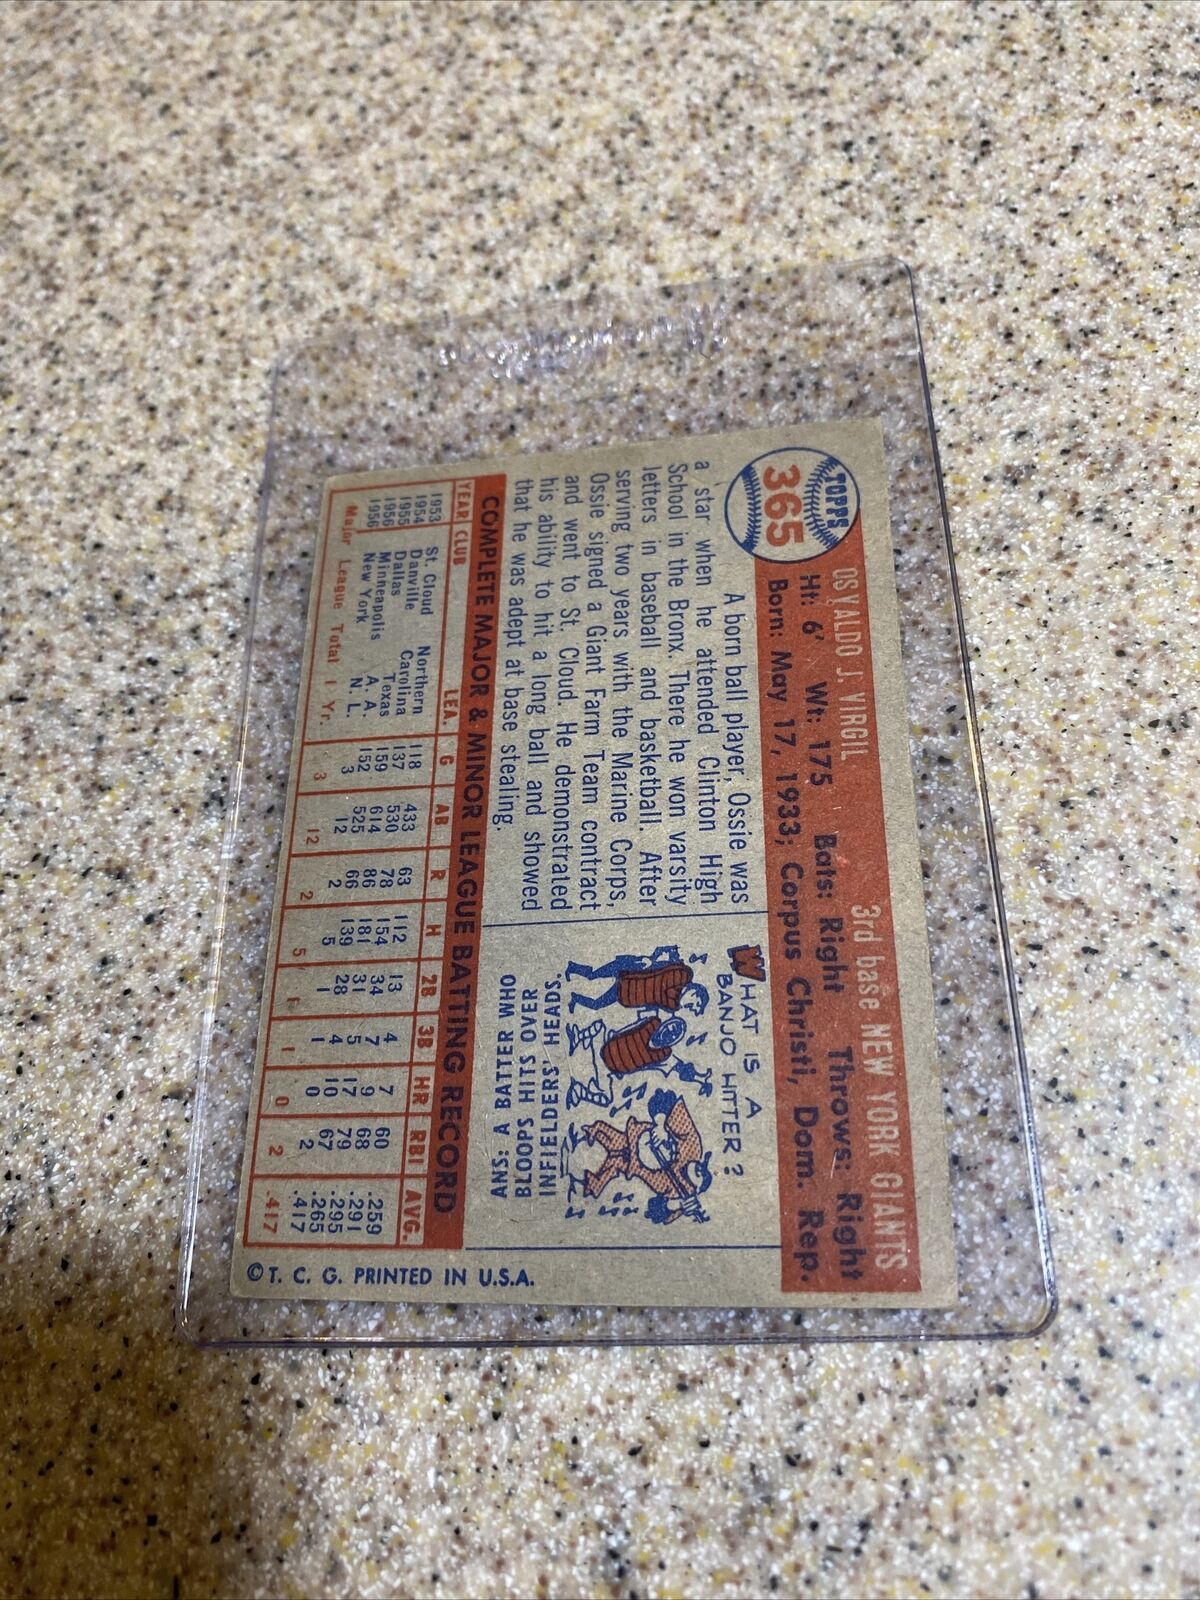 TOPPS
365
OSVALDO J. VIRGIL 3rd base NEW YORK GIANTS
Ht: 6' Wt: 175 Bats: Right Throws: Right
Born: May 17, 1933; Corpus Christi, Dom. Rep.
A born ball player, Ossie was
a star when he attended Clinton High
School in the Bronx. There he won varsity
letters in baseball and basketball. After
serving two years with the Marine Corps,
Ossie signed a Giant Farm Team contract
and went to St. Cloud. He demonstrated
his ability to hit a long ball and showed
that he was adept at base stealing.
WHAT IS A
BANJO HITTER?
ANS: A BATTER WHO
BLOOPS HITS OVER
INFIELDERS' HEADS.
COMPLETE MAJOR & MINOR LEAGUE BATTING RECORD
YEAR CLUB LEA. G AB R H 2B 3B HR RBI AVG.
1953 St. Cloud Northern 118 433 63 112 13 4 7 60 .259
1954 Danville Carolina 137 530 78 154 34 7 9 68 .291
1955 Dallas Texas 159 614 86 181 31 5 17 79 .295
1956 Minneapolis A. A. 152 525 66 139 28 4 10 67 .265
1956 New York N. L. 3 12 2 5 1 1 0 2 .417
Major League Total 1 Yr. 3 12 2 5 1 0 2 .417
© T. C. G. PRINTED IN U.S.A.